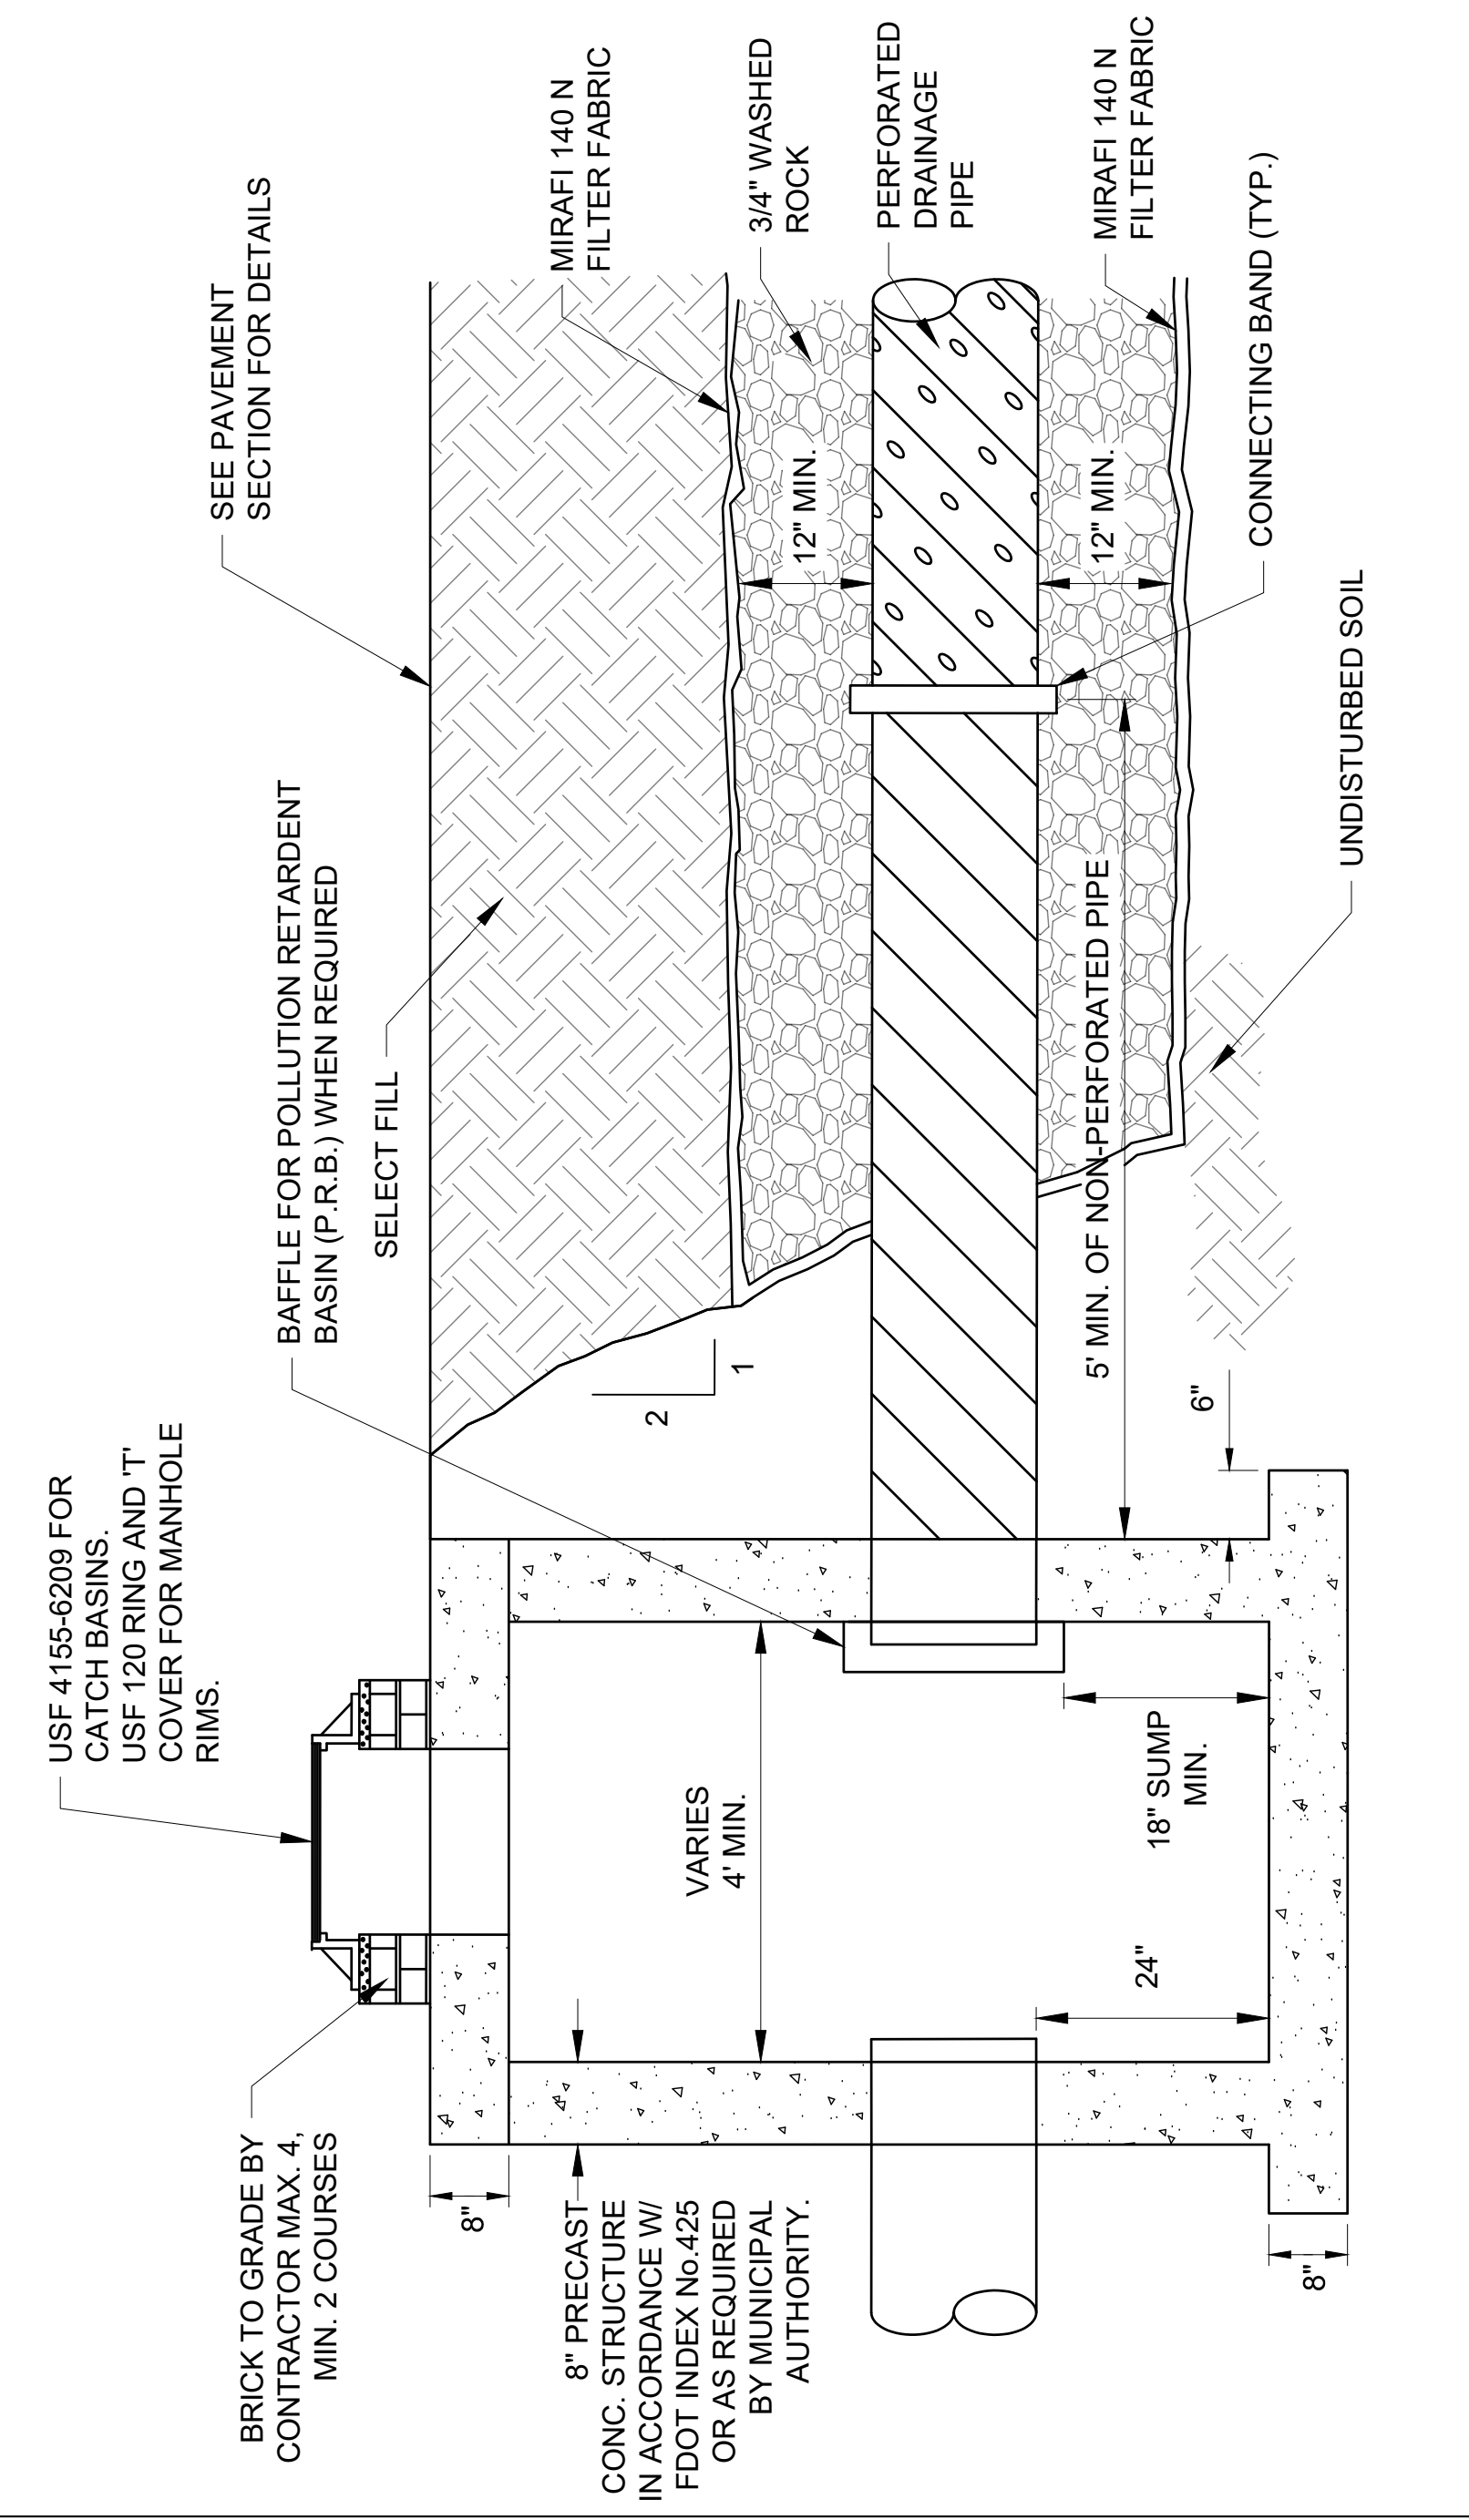 USF 4155-6209 FOR
CATCH BASINS.
USF 120 RING AND 'T'
COVER FOR MANHOLE
RIMS.
BRICK TO GRADE BY
CONTRACTOR MAX. 4,
MIN. 2 COURSES
BAFFLE FOR POLLUTION RETARDENT
BASIN (P.R.B.) WHEN REQUIRED
SEE PAVEMENT
SECTION FOR DETAILS
SELECT FILL
8"
8" PRECAST
CONC. STRUCTURE
IN ACCORDANCE W/
FDOT INDEX No.425
OR AS REQUIRED
BY MUNICIPAL
AUTHORITY.
VARIES
4' MIN.
2
1
MIRAFI 140 N
FILTER FABRIC
3/4" WASHED
ROCK
12" MIN.
PERFORATED
DRAINAGE
PIPE
24"
18" SUMP
MIN.
5' MIN. OF NON-PERFORATED PIPE
12" MIN.
MIRAFI 140 N
FILTER FABRIC
6"
CONNECTING BAND (TYP.)
8"
UNDISTURBED SOIL